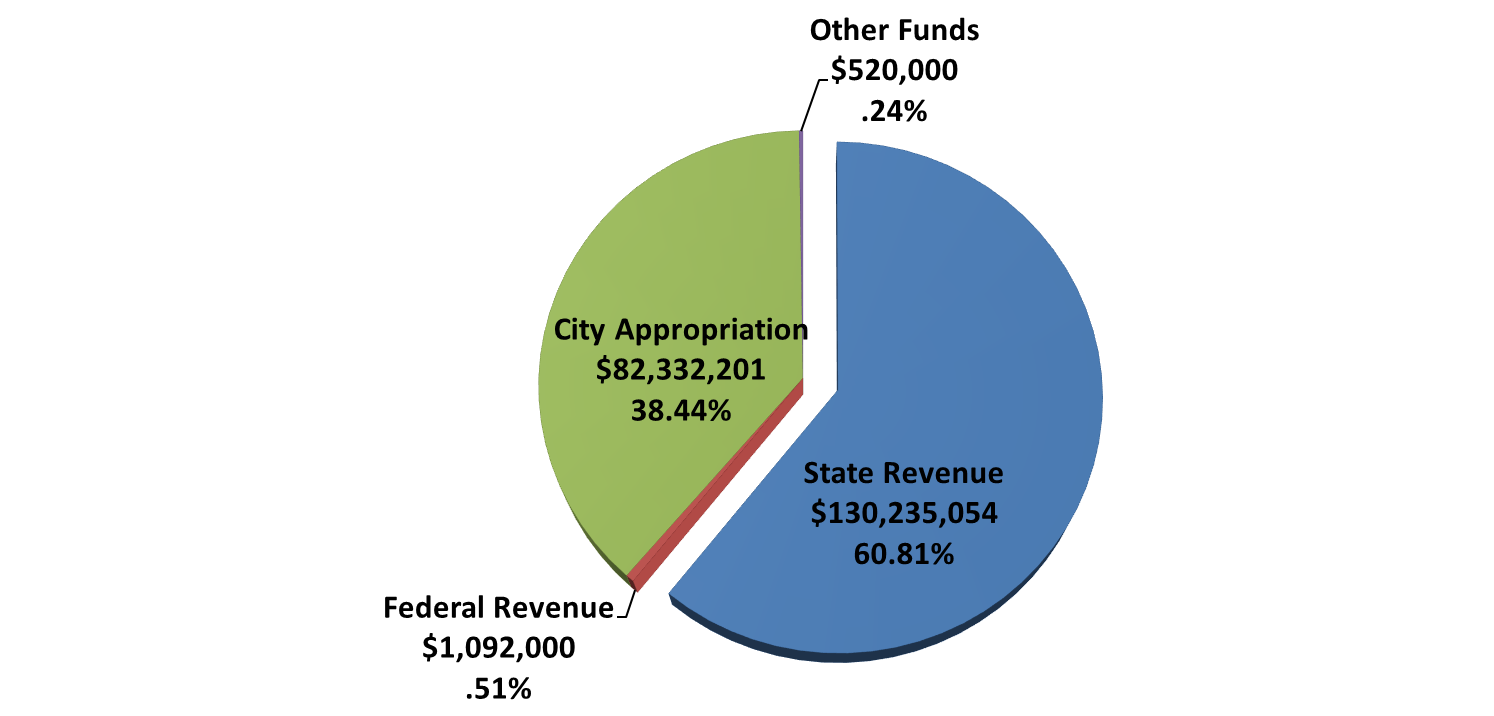 Other Funds
$520,000
.24%
City Appropriation
$82,332,201
38.44%
State Revenue
$130,235,054
60.81%
Federal Revenue
$1,092,000
.51%